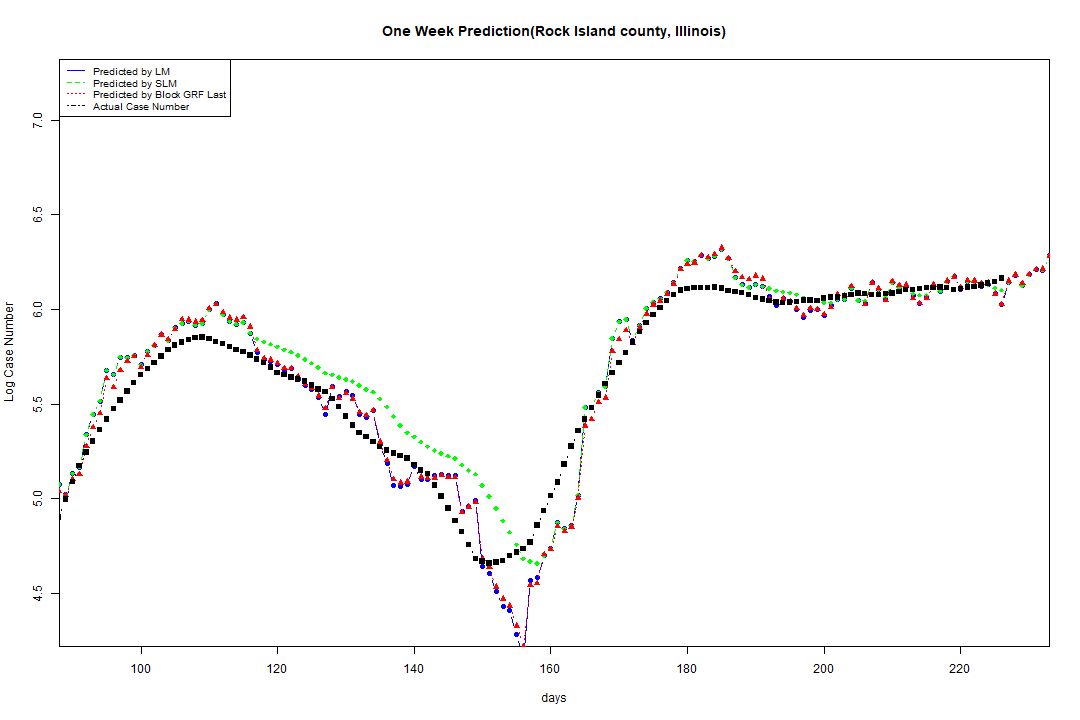 One Week Prediction(Rock Island county, Illinois)
Predicted by LM
Predicted by SLM
Predicted by Block GRF Last
Actual Case Number
7.0
6.5
6.0
5.5
5.0
4.5
Log Case Number
100 120 140 160 180 200 220
days